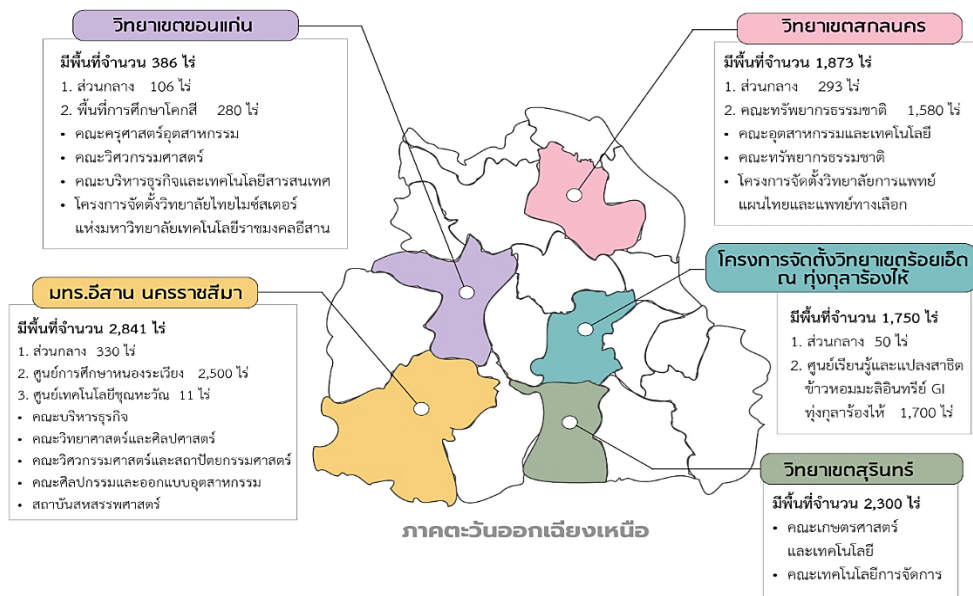 วิทยาเขตขอนแก่น
มีพื้นที่จำนวน 386 ไร่
1. ส่วนกลาง 106 ไร่
2. พื้นที่การศึกษาโคกสี 280 ไร่
• คณะครุศาสตร์อุตสาหกรรม
• คณะวิศวกรรมศาสตร์
• คณะบริหารธุรกิจและเทคโนโลยีสารสนเทศ
• โครงการจัดตั้งวิทยาลัยไทยไมซ์สเตอร์
แห่งมหาวิทยาลัยเทคโนโลยีราชมงคลอีสาน
วิทยาเขตสกลนคร
มีพื้นที่จำนวน 1,873 ไร่
1. ส่วนกลาง 293 ไร่
2. คณะทรัพยากรธรรมชาติ 1,580 ไร่
• คณะอุตสาหกรรมและเทคโนโลยี
• คณะทรัพยากรธรรมชาติ
• โครงการจัดตั้งวิทยาลัยการแพทย์
แผนไทยและแพทย์ทางเลือก
มทร.อีสาน นครราชสีมา
มีพื้นที่จำนวน 2,841 ไร่
1. ส่วนกลาง 330 ไร่
2. ศูนย์การศึกษาหนองระเวียง 2,500 ไร่
3. ศูนย์เทคโนโลยีชุณหะวัณ 11 ไร่
• คณะบริหารธุรกิจ
• คณะวิทยาศาสตร์และศิลปศาสตร์
• คณะวิศวกรรมศาสตร์และสถาปัตยกรรมศาสตร์
• คณะศิลปกรรมและออกแบบอุตสาหกรรม
• สถาบันสหสรรพศาสตร์
โครงการจัดตั้งวิทยาเขตร้อยเอ็ด
ณ ทุ่งกุลาร้องไห้
มีพื้นที่จำนวน 1,750 ไร่
1. ส่วนกลาง 50 ไร่
2. ศูนย์เรียนรู้และแปลงสาธิต
ข้าวหอมมะลิอินทรีย์ GI
ทุ่งกุลาร้องไห้ 1,700 ไร่
วิทยาเขตสุรินทร์
มีพื้นที่จำนวน 2,300 ไร่
• คณะเกษตรศาสตร์
และเทคโนโลยี
• คณะเทคโนโลยีการจัดการ
ภาคตะวันออกเฉียงเหนือ